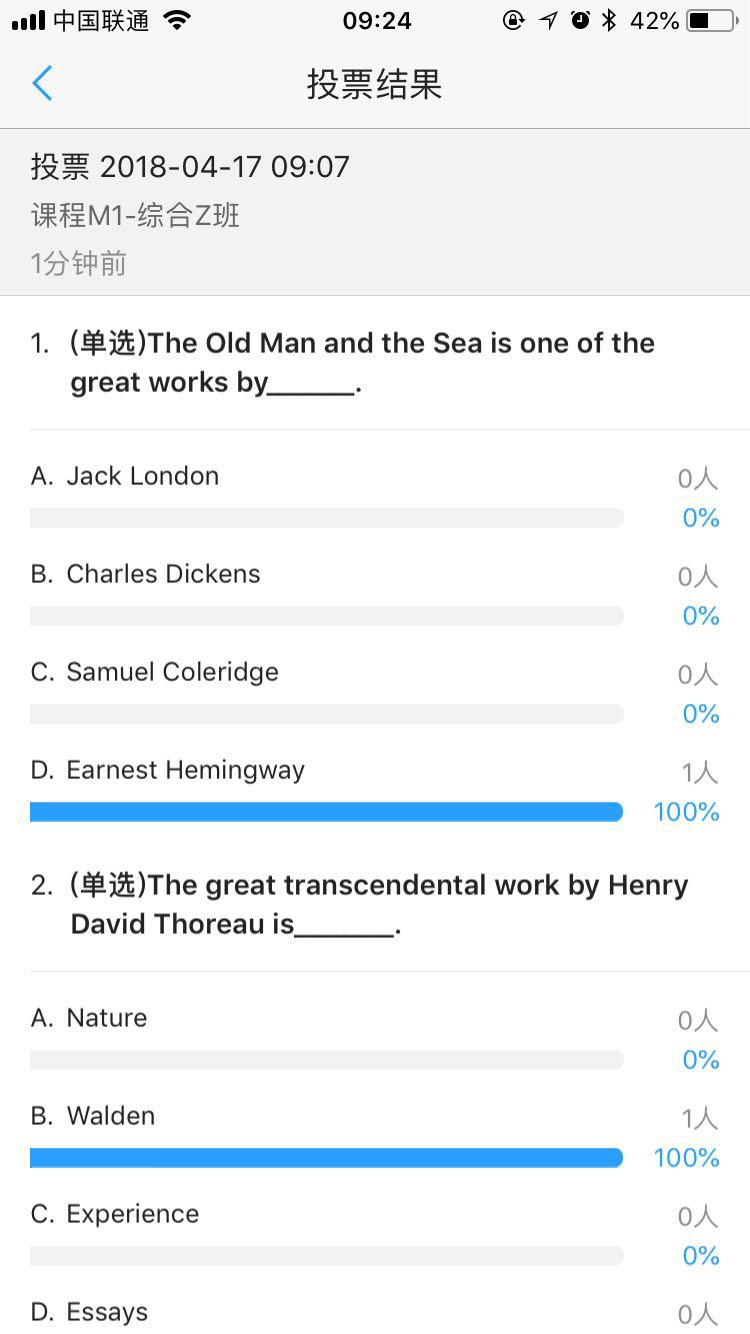 中国联通 09:24 42%
投票结果
投票 2018-04-17 09:07
课程M1-综合Z班
1分钟前
1. (单选)The Old Man and the Sea is one of the
great works by_______.
A. Jack London 0人
0%
B. Charles Dickens 0人
0%
C. Samuel Coleridge 0人
0%
D. Earnest Hemingway 1人
100%
2. (单选)The great transcendental work by Henry
David Thoreau is________.
A. Nature 0人
0%
B. Walden 1人
100%
C. Experience 0人
0%
D. Essays 0人